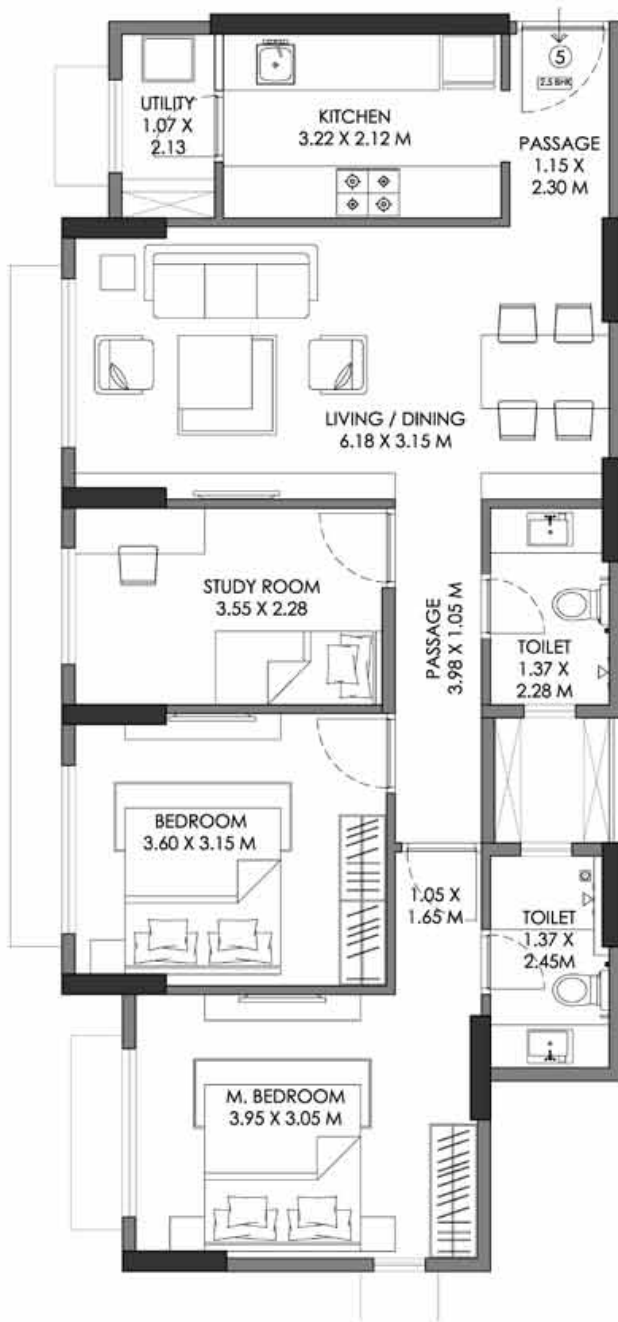 5
2.5 BHK
UTILITY
1.07 X
2.13
KITCHEN
3.22 X 2.12 M
PASSAGE
1.15 X
2.30 M
LIVING / DINING
6.18 X 3.15 M
STUDY ROOM
3.55 X 2.28
PASSAGE
3.98 X 1.05 M
TOILET
1.37 X
2.28 M
BEDROOM
3.60 X 3.15 M
1.05 X
1.65 M
TOILET
1.37 X
2.45M
M. BEDROOM
3.95 X 3.05 M